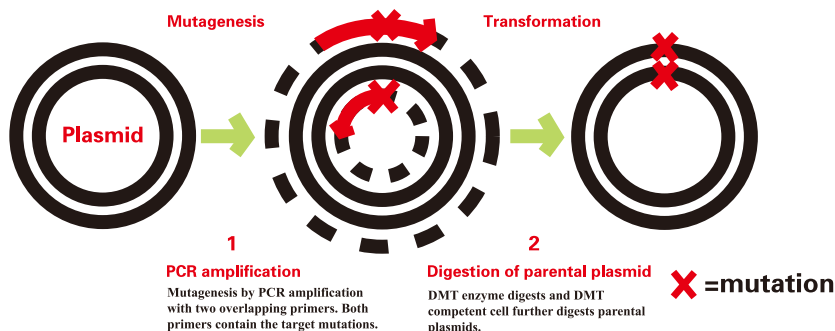 Mutagenesis
Transformation
Plasmid
1
PCR amplification
Mutagenesis by PCR amplification
with two overlapping primers. Both
primers contain the target mutations.
2
Digestion of parental plasmid
DMT enzyme digests and DMT
competent cell further digests parental
plasmids.
=mutation